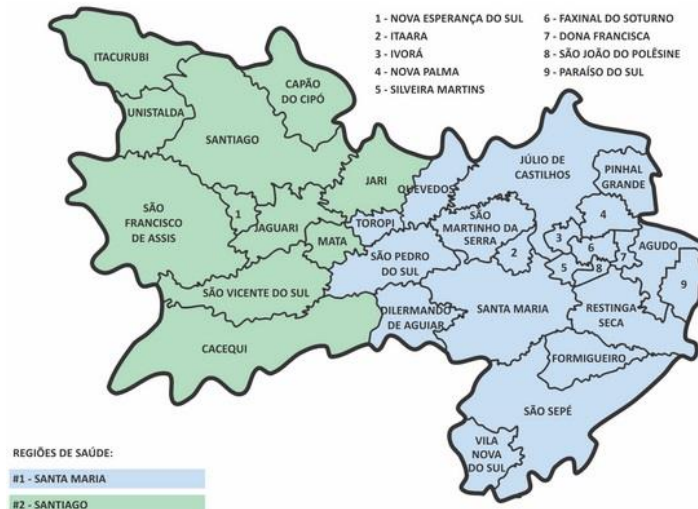 1 - NOVA ESPERANÇA DO SUL
2 - ITAARA
3 - IVORÁ
4 - NOVA PALMA
5 - SILVEIRA MARTINS
6 - FAXINAL DO SOTURNO
7 - DONA FRANCISCA
8 - SÃO JOÃO DO POLÊSINE
9 - PARAÍSO DO SUL
ITACURUBI
CAPÃO
DO CIPÓ
UNISTALDA
SANTIAGO
JÚLIO DE
CASTILHOS
PINHAL
GRANDE
JARI
QUEVEDOS
SÃO
FRANCISCO
DE ASSIS
1
JAGUARI
TOROPI
SÃO
MARTINHO DA
SERRA
4
MATA
2
3
6
7
AGUDO
SÃO PEDRO
DO SUL
5
8
9
SÃO VICENTE DO SUL
SANTA MARIA
RESTINGA
SECA
DILERMANDO
DE AGUIAR
CACEQUI
FORMIGUEIRO
SÃO SEPÉ
VILA
NOVA
DO SUL
REGIÕES DE SAÚDE:
#1 - SANTA MARIA
#2 - SANTIAGO